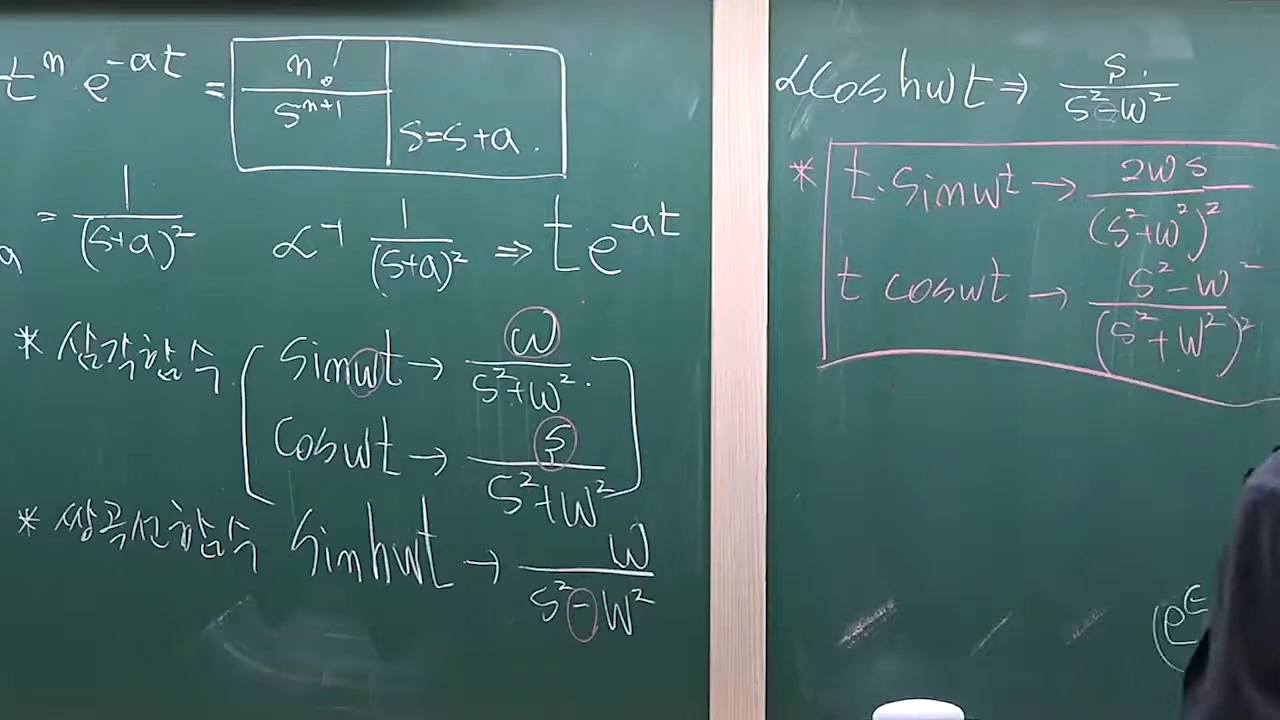 tⁿ e^(-at) = n! / s^(n+1) | s=s+a .
a = 1 / (s+a)² ℒ⁻¹ 1 / (s+a)² ⇒ t e^(-at)
* 삼각함수 ( sinωt → ω / s²+ω² .
cosωt → s / s²+ω² )
* 쌍곡선함수 sinhωt → ω / s²-ω²
ℒcoshωt ⇒ s / s²-ω²
* t·sinωt → 2ωs / (s²+ω²)²
t cosωt → s²-ω² / (s²+ω²)²